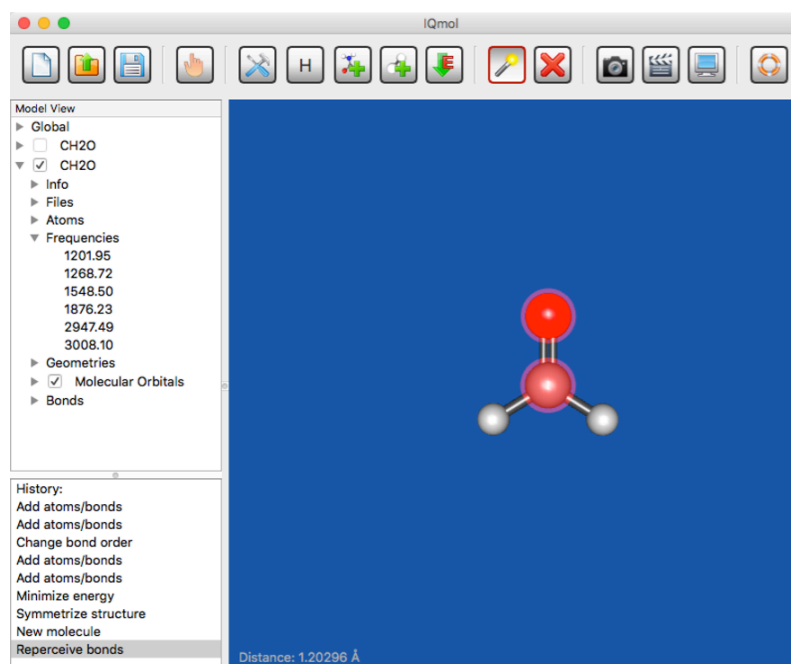 IQmol
H
E
Model View
Global
CH2O
CH2O
Info
Files
Atoms
Frequencies
1201.95
1268.72
1548.50
1876.23
2947.49
3008.10
Geometries
Molecular Orbitals
Bonds
History:
Add atoms/bonds
Add atoms/bonds
Change bond order
Add atoms/bonds
Add atoms/bonds
Minimize energy
Symmetrize structure
New molecule
Reperceive bonds
Distance: 1.20296 Å